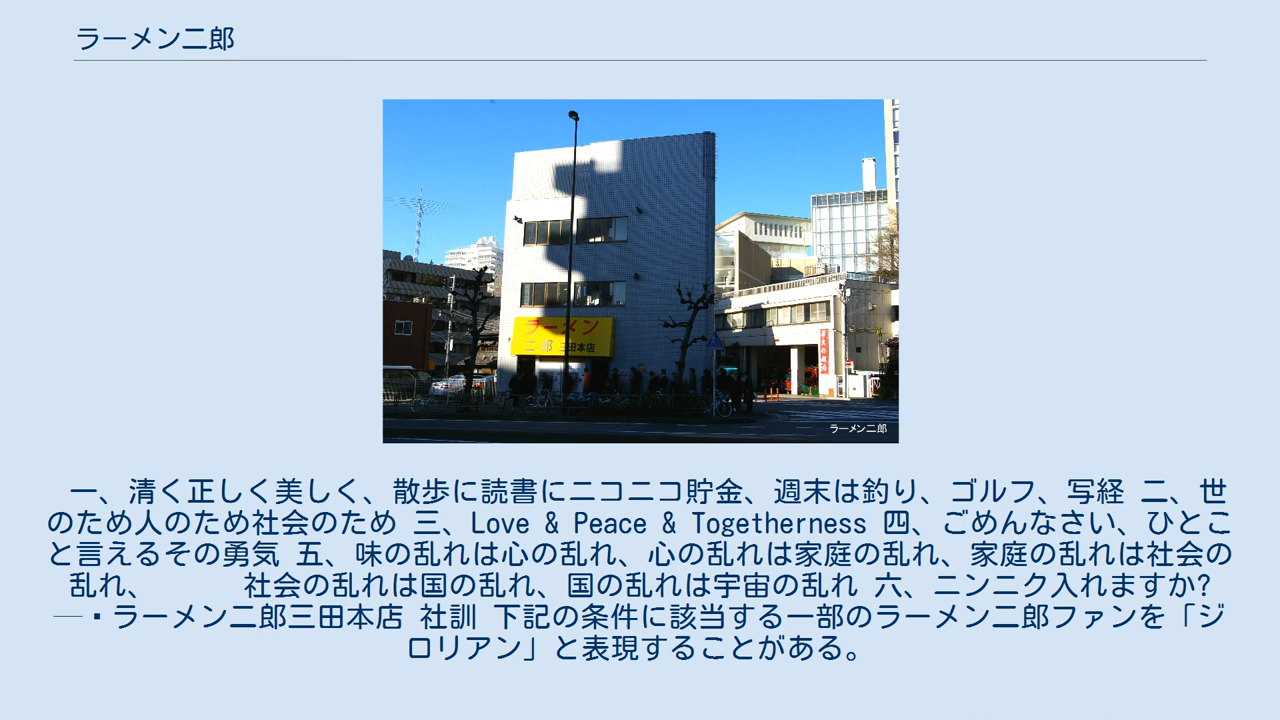 ラーメン二郎
ラーメン
二郎 三田本店
ラーメン二郎
一、清く正しく美しく、散歩に読書にニコニコ貯金、週末は釣り、ゴルフ、写経 二、世
のため人のため社会のため 三、Love & Peace & Togetherness 四、ごめんなさい、ひとこ
と言えるその勇気 五、味の乱れは心の乱れ、心の乱れは家庭の乱れ、家庭の乱れは社会の
乱れ、　　　　社会の乱れは国の乱れ、国の乱れは宇宙の乱れ 六、ニンニク入れますか?
—・ラーメン二郎三田本店 社訓 下記の条件に該当する一部のラーメン二郎ファンを「ジ
ロリアン」と表現することがある。